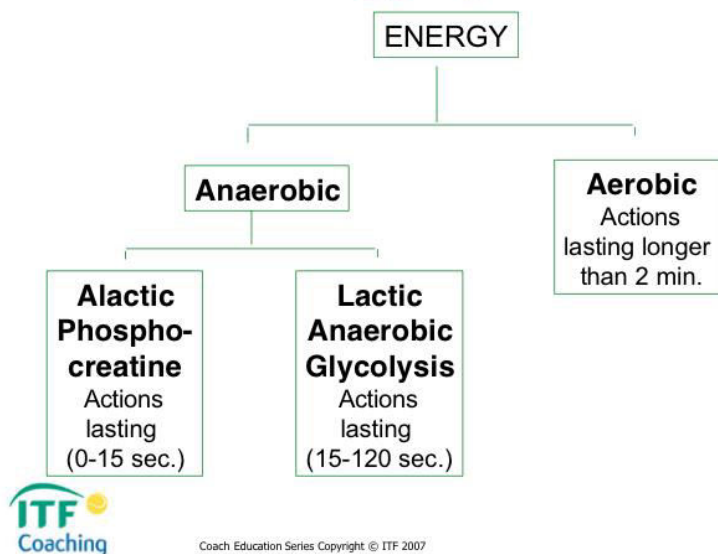 ENERGY
Anaerobic
Aerobic
Actions
lasting longer
than 2 min.
Alactic
Phospho-
creatine
Actions
lasting
(0-15 sec.)
Lactic
Anaerobic
Glycolysis
Actions
lasting
(15-120 sec.)
ITF
Coaching
Coach Education Series Copyright © ITF 2007